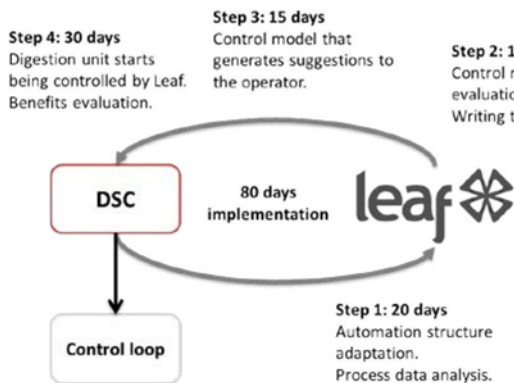 Step 4: 30 days
Digestion unit starts
being controlled by Leaf.
Benefits evaluation.
Step 3: 15 days
Control model that
generates suggestions to
the operator.
Step 2: 1
Control
evaluatio
Writing t
DSC
80 days
implementation
leaf
Control loop
Step 1: 20 days
Automation structure
adaptation.
Process data analysis.